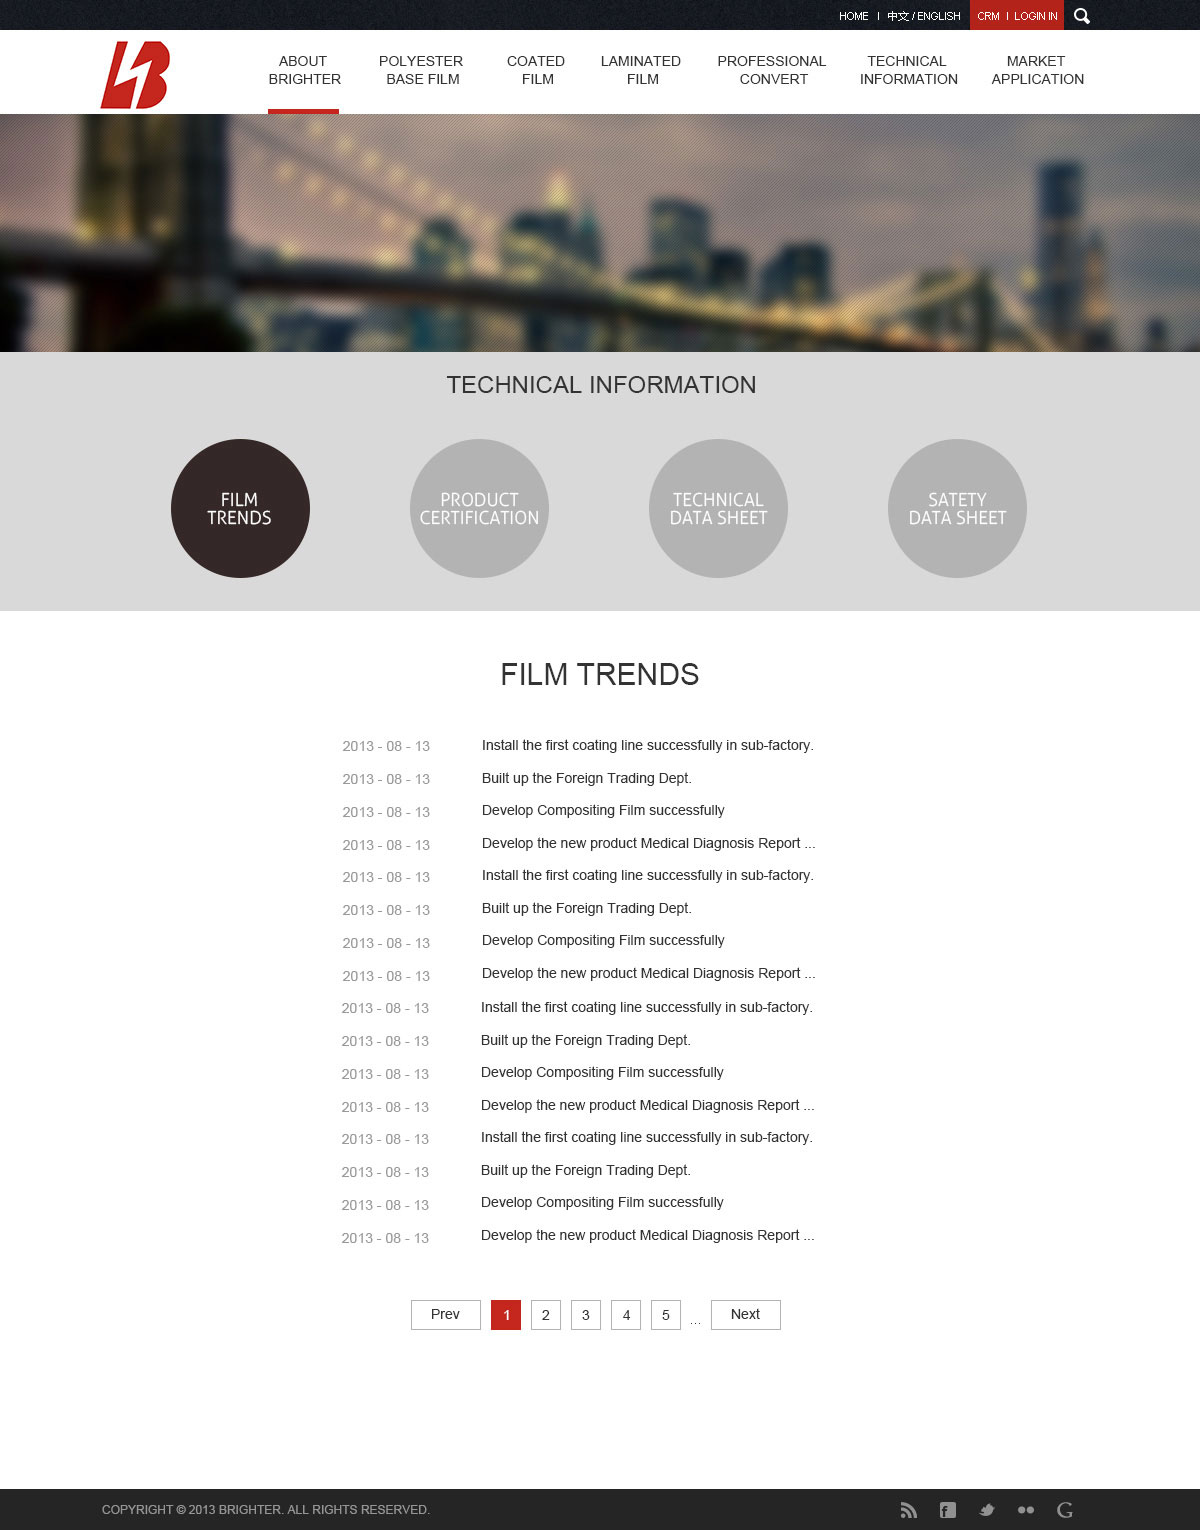 HOME | 中文 / ENGLISH CRM | LOGIN IN
ABOUT
BRIGHTER
POLYESTER
BASE FILM
COATED
FILM
LAMINATED
FILM
PROFESSIONAL
CONVERT
TECHNICAL
INFORMATION
MARKET
APPLICATION
TECHNICAL INFORMATION
FILM
TRENDS
PRODUCT
CERTIFICATION
TECHNICAL
DATA SHEET
SATETY
DATA SHEET
FILM TRENDS
2013 - 08 - 13 Install the first coating line successfully in sub-factory.
2013 - 08 - 13 Built up the Foreign Trading Dept.
2013 - 08 - 13 Develop Compositing Film successfully
2013 - 08 - 13 Develop the new product Medical Diagnosis Report ...
2013 - 08 - 13 Install the first coating line successfully in sub-factory.
2013 - 08 - 13 Built up the Foreign Trading Dept.
2013 - 08 - 13 Develop Compositing Film successfully
2013 - 08 - 13 Develop the new product Medical Diagnosis Report ...
2013 - 08 - 13 Install the first coating line successfully in sub-factory.
2013 - 08 - 13 Built up the Foreign Trading Dept.
2013 - 08 - 13 Develop Compositing Film successfully
2013 - 08 - 13 Develop the new product Medical Diagnosis Report ...
2013 - 08 - 13 Install the first coating line successfully in sub-factory.
2013 - 08 - 13 Built up the Foreign Trading Dept.
2013 - 08 - 13 Develop Compositing Film successfully
2013 - 08 - 13 Develop the new product Medical Diagnosis Report ...
Prev 1 2 3 4 5 ... Next
COPYRIGHT © 2013 BRIGHTER. ALL RIGHTS RESERVED.